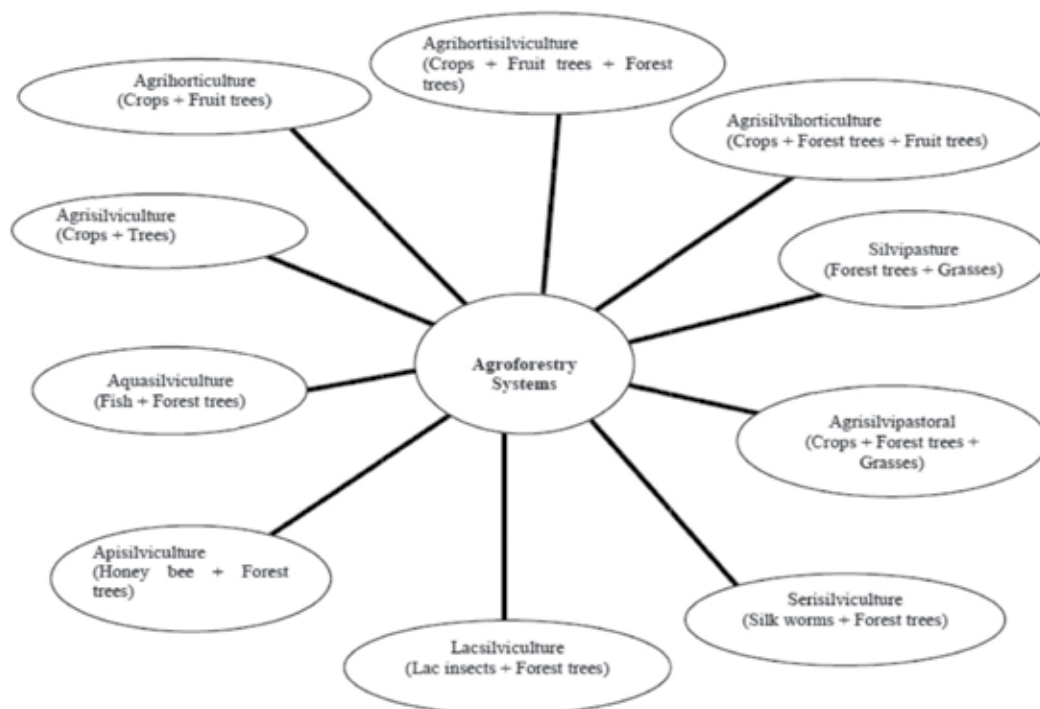 Agrihortisilviculture
(Crops + Fruit trees + Forest
trees)
Agrihorticulture
(Crops + Fruit trees)
Agrisilvihorticulture
(Crops + Forest trees + Fruit trees)
Agrisilviculture
(Crops + Trees)
Silvipasture
(Forest trees + Grasses)
Agroforestry
Systems
Aquasilviculture
(Fish + Forest trees)
Agrisilvipastoral
(Crops + Forest trees +
Grasses)
Apisilviculture
(Honey bee + Forest
trees)
Serisilviculture
(Silk worms + Forest trees)
Lacsilviculture
(Lac insects + Forest trees)